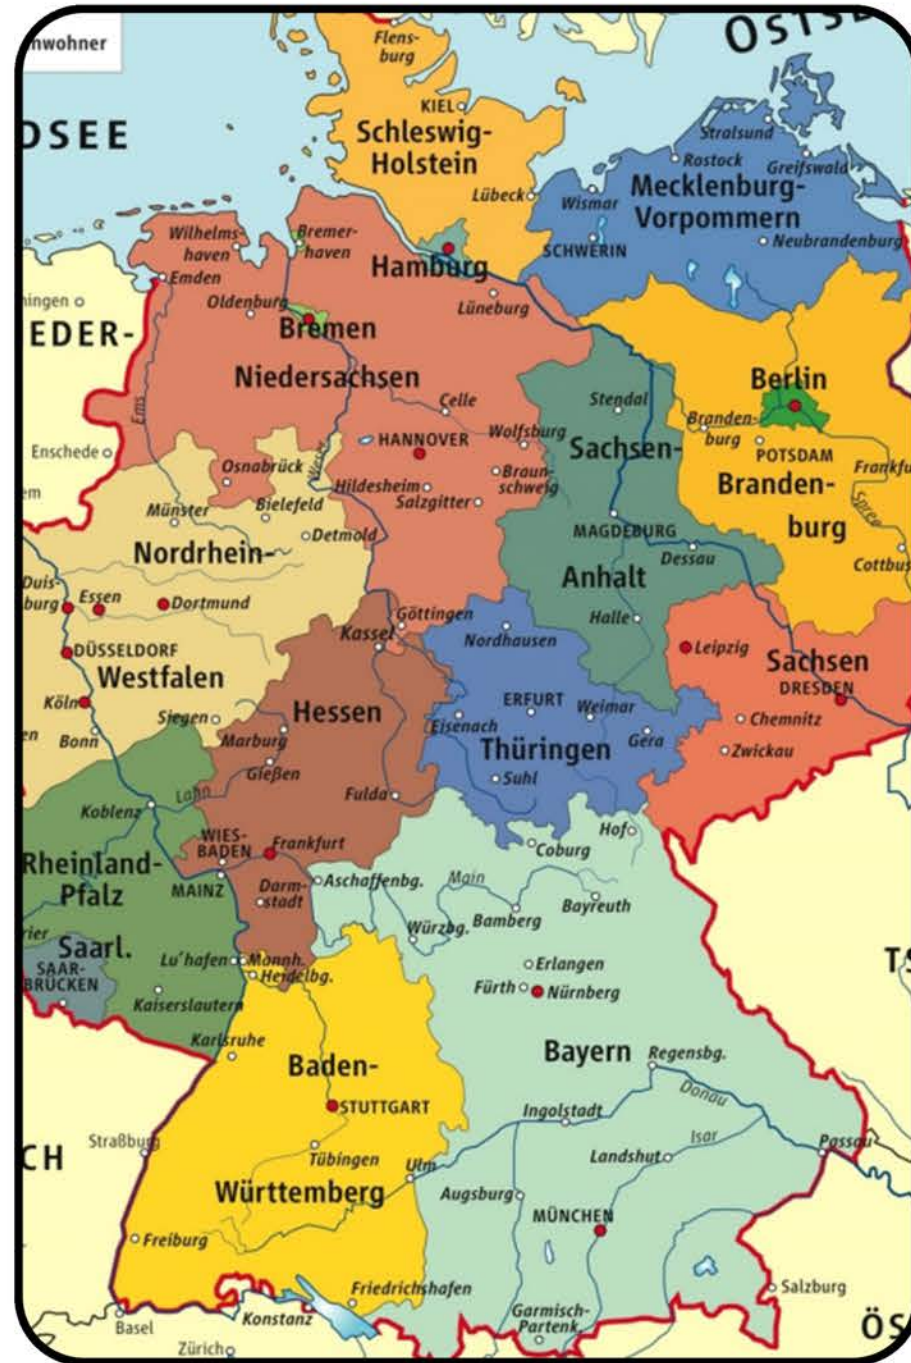 nwohner
OSTSE
DSEE
Flens-
burg
KIEL
Schleswig-
Holstein
Lübeck
Stralsund
Rostock
Greifswald
Wismar
Mecklenburg-
Vorpommern
SCHWERIN
Neubrandenburg
Wilhelms-
haven
Bremer-
haven
Hamburg
Emden
Oldenburg
Lüneburg
ningen
EDER-
Bremen
Niedersachsen
Ems
Weser
Celle
Stendal
Berlin
Branden-
burg
POTSDAM
Frankfu
Enschede
em
HANNOVER
Wolfsburg
Sachsen-
Branden-
burg
Spree
Osnabrück
Hildesheim
Braun-
schweig
Salzgitter
Münster
Bielefeld
Detmold
MAGDEBURG
Dessau
Cottbus
Nordrhein-
Anhalt
Duis-
burg
Essen
Dortmund
Göttingen
Halle
Kassel
Nordhausen
Leipzig
DÜSSELDORF
Westfalen
Sachsen
DRESDEN
Köln
Siegen
Hessen
ERFURT
Weimar
Eisenach
Chemnitz
en
Bonn
Marburg
Thüringen
Gera
Zwickau
Gießen
Suhl
Lahn
Fulda
Koblenz
Hof
WIES-
BADEN
Frankfurt
Coburg
Rheinland-
Pfalz
MAINZ
Darm-
stadt
Aschaffenbg.
Main
Bayreuth
Bamberg
Würzbg.
rier
Saarl.
SAAR-
BRÜCKEN
Lu'hafen
Mannh.
Heidelbg.
Erlangen
Fürth
Nürnberg
TS
Kaiserslautern
Karlsruhe
Baden-
Bayern
Regensbg.
STUTTGART
Donau
Ingolstadt
Straßburg
CH
Tübingen
Isar
Passau
Ulm
Landshut
Württemberg
Augsburg
MÜNCHEN
Freiburg
Friedrichshafen
Salzburg
Konstanz
Garmisch-
Partenk.
Basel
Zürich
ÖS